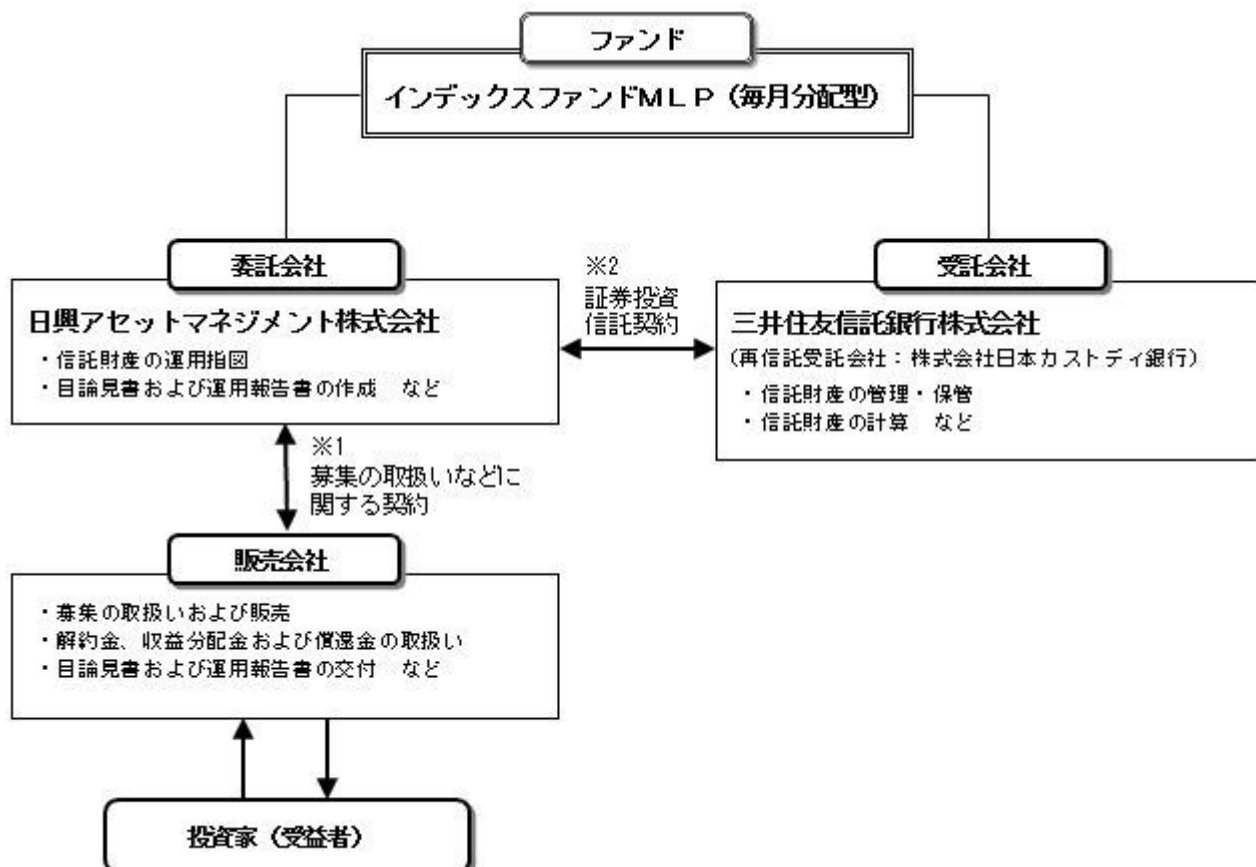 ファンド
インデックスファンドMLP（毎月分配型）
委託会社
日興アセットマネジメント株式会社
・信託財産の運用指図
・目論見書および運用報告書の作成　など
※2
証券投資
信託契約
受託会社
三井住友信託銀行株式会社
(再信託受託会社：株式会社日本カストディ銀行)
・信託財産の管理・保管
・信託財産の計算　など
※1
募集の取扱いなどに
関する契約
販売会社
・募集の取扱いおよび販売
・解約金、収益分配金および償還金の取扱い
・目論見書および運用報告書の交付　など
投資家（受益者）